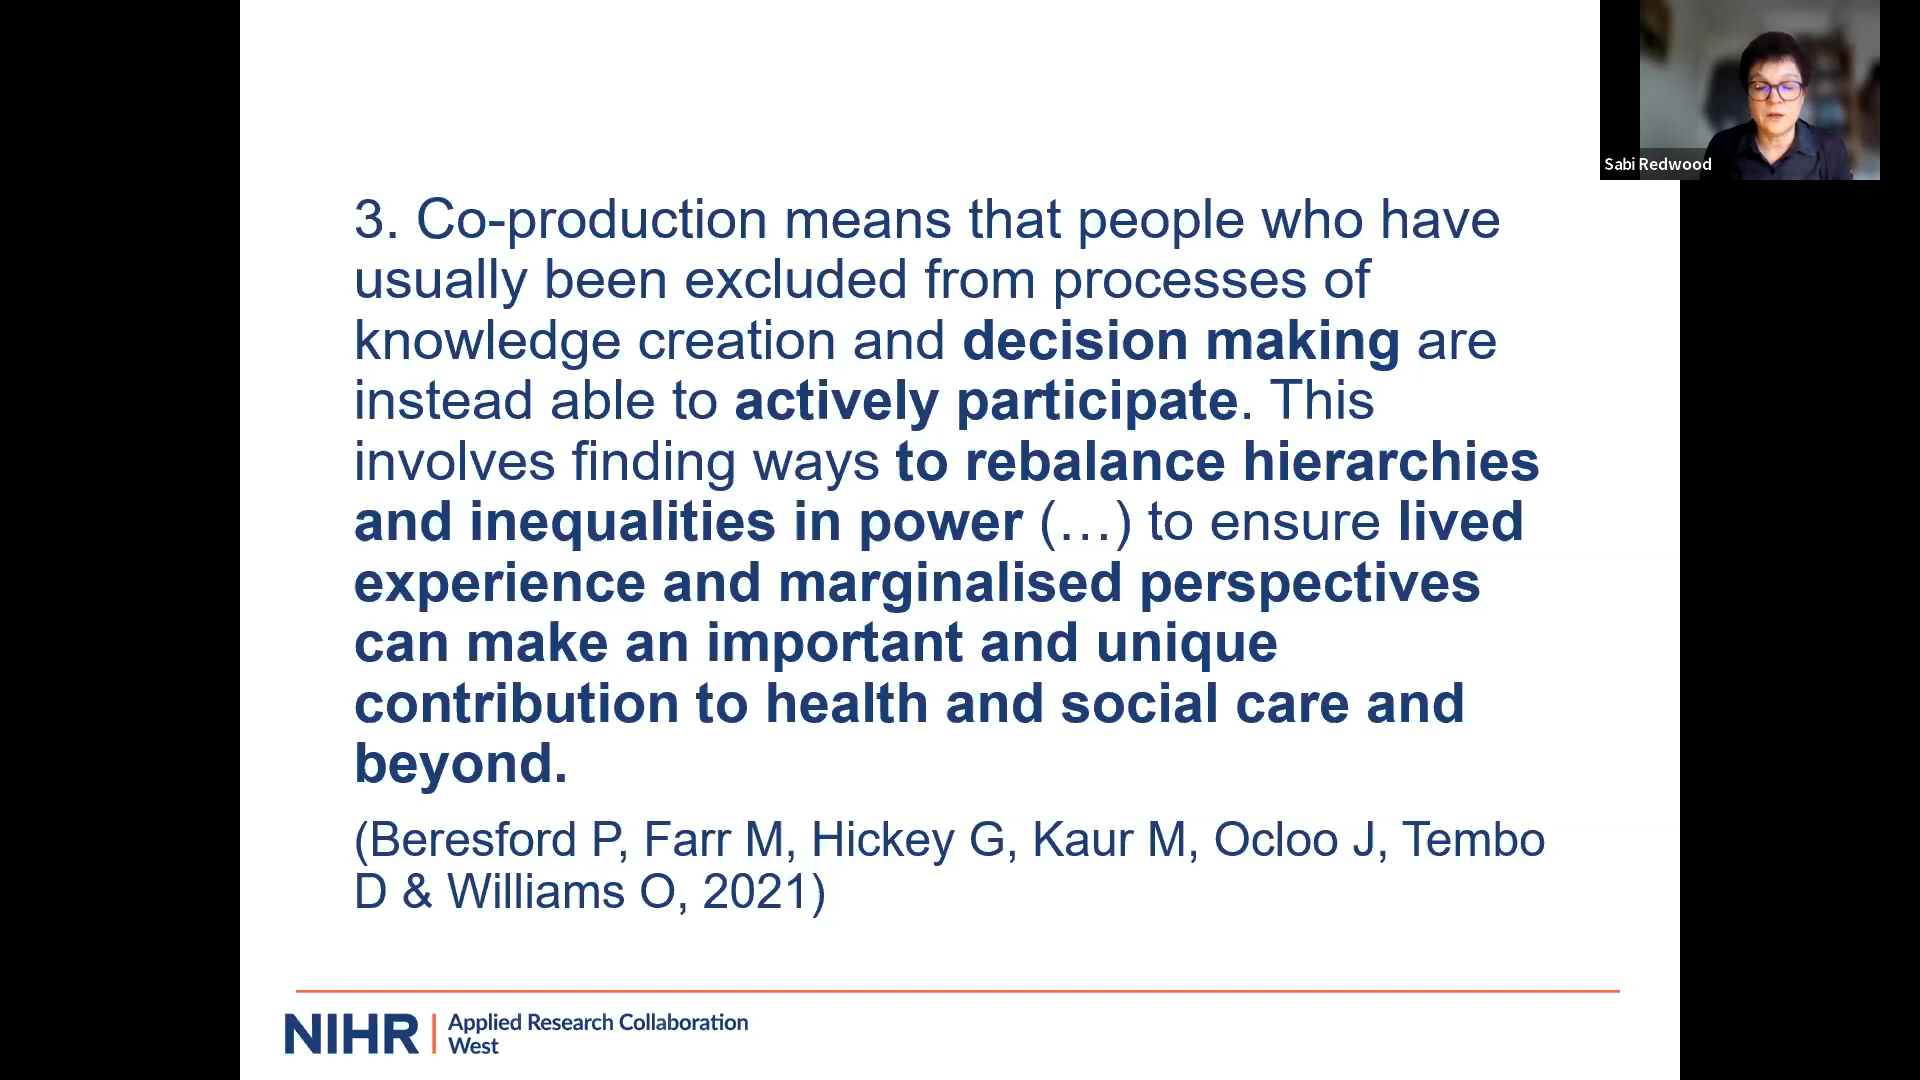 Sabi Redwood
3. Co-production means that people who have
usually been excluded from processes of
knowledge creation and decision making are
instead able to actively participate. This
involves finding ways to rebalance hierarchies
and inequalities in power (…) to ensure lived
experience and marginalised perspectives
can make an important and unique
contribution to health and social care and
beyond.
(Beresford P, Farr M, Hickey G, Kaur M, Ocloo J, Tembo
D & Williams O, 2021)
NIHR | Applied Research Collaboration
West